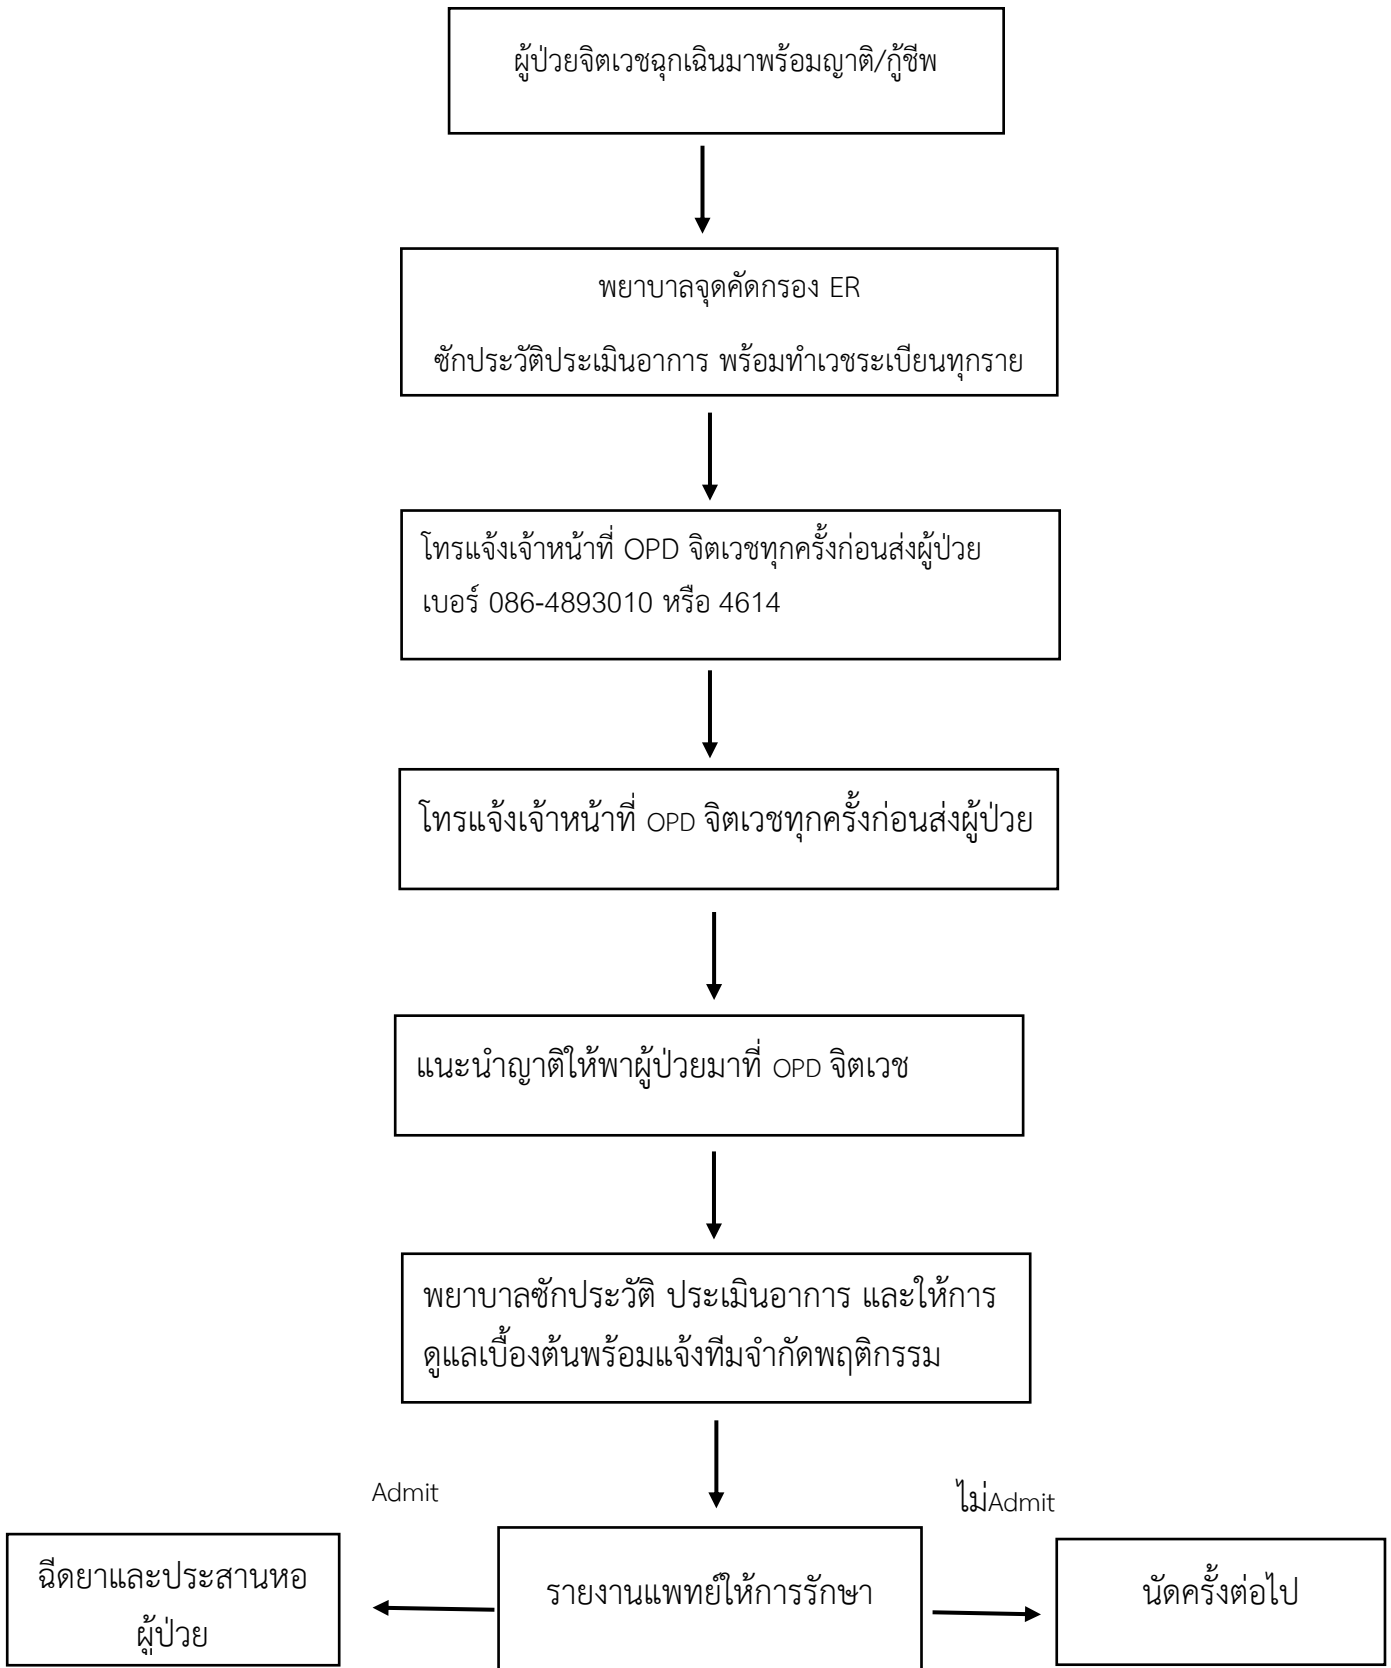 ผู้ป่วยจิตเวชฉุกเฉินมาพร้อมญาติ/กู้ชีพ
พยาบาลจุดคัดกรอง ER
ซักประวัติประเมินอาการ พร้อมทำเวชระเบียนทุกราย
โทรแจ้งเจ้าหน้าที่ OPD จิตเวชทุกครั้งก่อนส่งผู้ป่วย
เบอร์ 086-4893010 หรือ 4614
โทรแจ้งเจ้าหน้าที่ OPD จิตเวชทุกครั้งก่อนส่งผู้ป่วย
แนะนำญาติให้พาผู้ป่วยมาที่ OPD จิตเวช
พยาบาลซักประวัติ ประเมินอาการ และให้การ
ดูแลเบื้องต้นพร้อมแจ้งทีมจำกัดพฤติกรรม
Admit
ไม่Admit
ฉีดยาและประสานหอ
ผู้ป่วย
รายงานแพทย์ให้การรักษา
นัดครั้งต่อไป